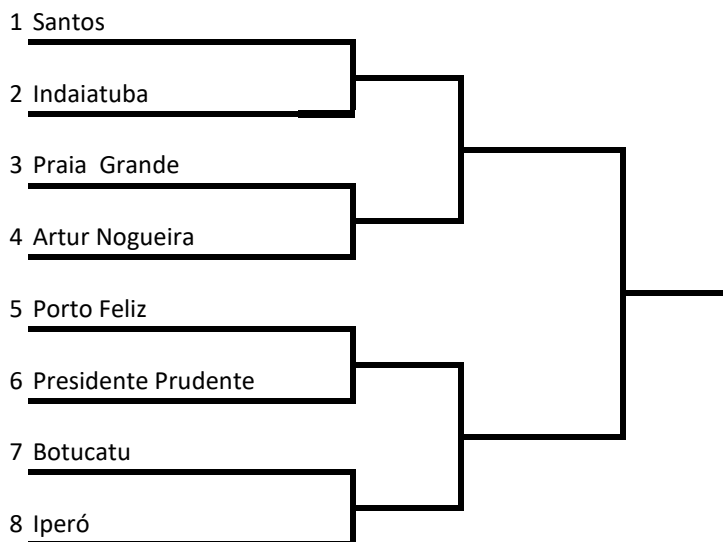 1 Santos
2 Indaiatuba
3 Praia  Grande
4 Artur Nogueira
5 Porto Feliz
6 Presidente Prudente
7 Botucatu
8 Iperó